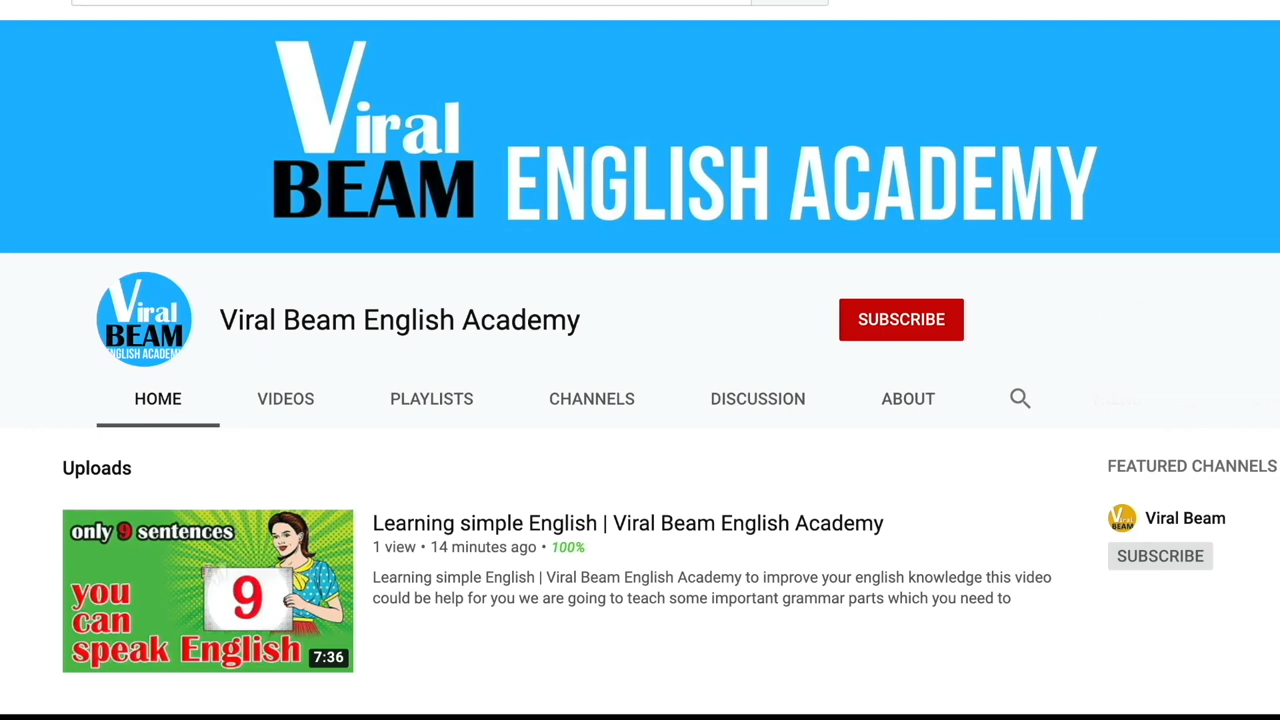 Viral
BEAM ENGLISH ACADEMY
Viral
BEAM
ENGLISH ACADEMY
Viral Beam English Academy
SUBSCRIBE
HOME VIDEOS PLAYLISTS CHANNELS DISCUSSION ABOUT
Uploads
FEATURED CHANNELS
only 9 sentences
you
can
speak English
9
7:36
Learning simple English | Viral Beam English Academy
1 view • 14 minutes ago • 100%
Learning simple English | Viral Beam English Academy to improve your english knowledge this video
could be help for you we are going to teach some important grammar parts which you need to
Viral
BEAM
Viral Beam
SUBSCRIBE